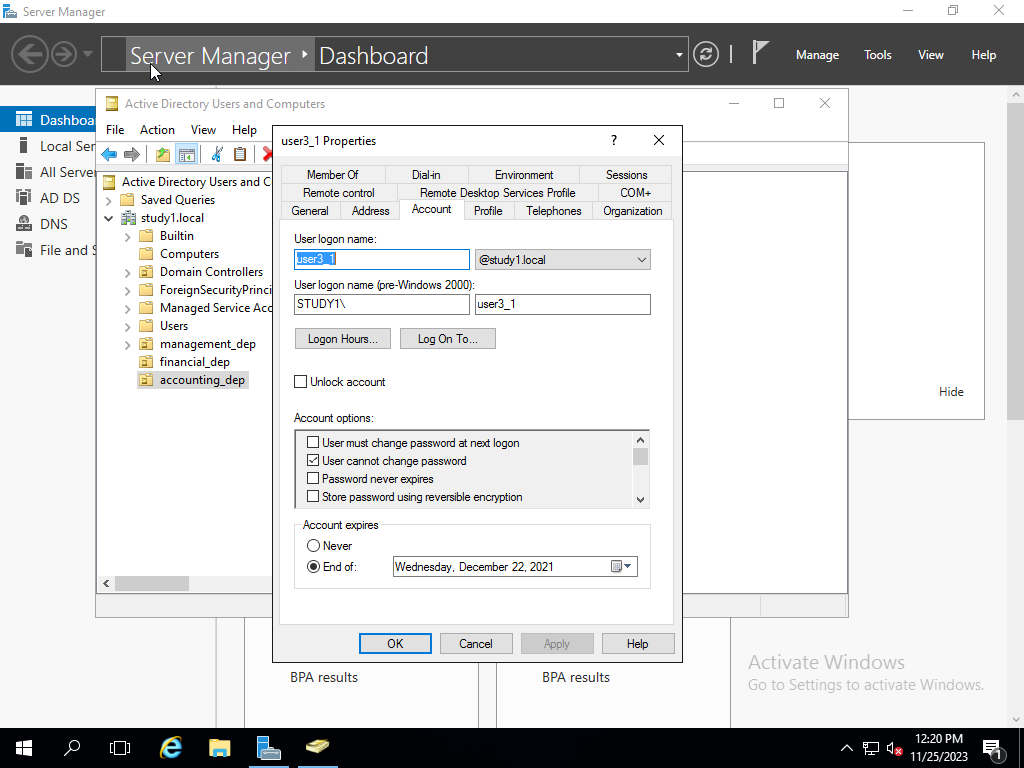 Server Manager
Server Manager
Dashboard
Manage
Tools
View
Help
Dashboa
Local Ser
All Server
AD DS
DNS
File and S
Active Directory Users and Computers
File
Action
View
Help
Active Directory Users and C
Saved Queries
study1.local
Builtin
Computers
Domain Controllers
ForeignSecurityPrinci
Managed Service Acc
Users
management_dep
financial_dep
accounting_dep
user3_1 Properties
Member Of
Dial-in
Environment
Sessions
Remote control
Remote Desktop Services Profile
COM+
General
Address
Account
Profile
Telephones
Organization
User logon name:
user3_1
@study1.local
User logon name (pre-Windows 2000):
STUDY1\
user3_1
Logon Hours...
Log On To...
Unlock account
Account options:
User must change password at next logon
User cannot change password
Password never expires
Store password using reversible encryption
Account expires
Never
End of:
Wednesday, December 22, 2021
OK
Cancel
Apply
Help
Hide
BPA results
BPA results
Activate Windows
Go to Settings to activate Windows.
12:20 PM
11/25/2023
1